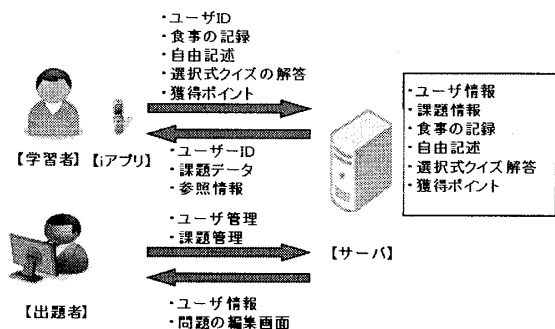 ・ユーザID
・食事の記録
・自由記述
・選択式クイズの解答
・獲得ポイント
【学習者】【iアプリ】
・ユーザーID
・課題データ
・参照情報
・ユーザ情報
・課題情報
・食事の記録
・自由記述
・選択式クイズ解答
・獲得ポイント
【サーバ】
・ユーザ管理
・課題管理
【出題者】
・ユーザ情報
・問題の編集画面